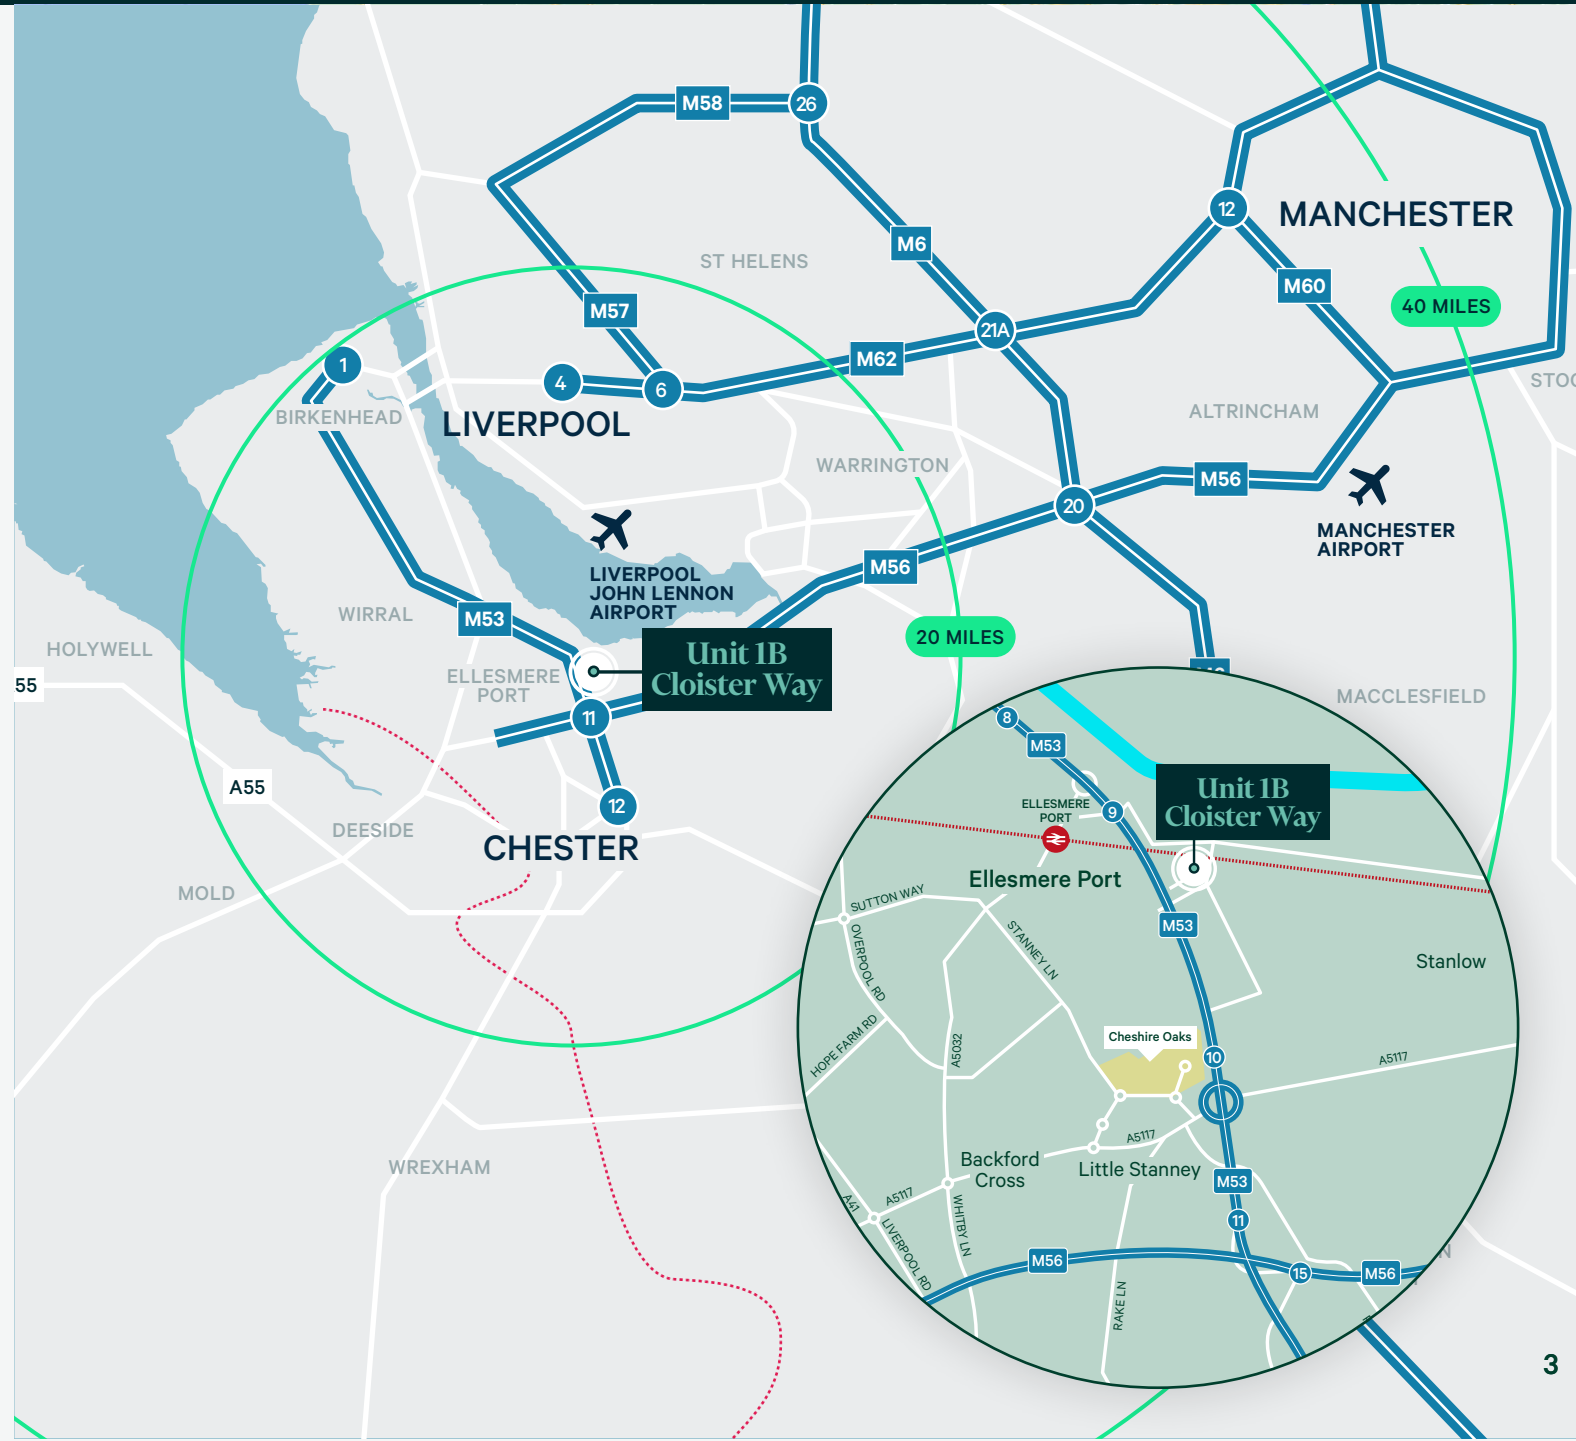 M58
26
12
MANCHESTER
M6
ST HELENS
M60
M57
40 MILES
21A
M62
1
4
6
BIRKENHEAD
LIVERPOOL
ALTRINCHAM
WARRINGTON
M56
20
MANCHESTER
AIRPORT
M56
LIVERPOOL
JOHN LENNON
AIRPORT
WIRRAL
M53
20 MILES
HOLYWELL
Unit 1B
Cloister Way
ELLESMERE
PORT
55
MACCLESFIELD
11
A55
12
DEESIDE
CHESTER
MOLD
WREXHAM
8
M53
Unit 1B
Cloister Way
ELLESMERE
PORT
9
Ellesmere Port
SUTTON WAY
M53
OVERPOOL RD
STANNEY LN
Stanlow
HOPE FARM RD
A5032
Cheshire Oaks
10
A5117
A5117
Backford
Cross
Little Stanney
M53
A5117
A41
WHITBY LN
LIVERPOOL RD
11
M56
15
M56
RAKE LN
3